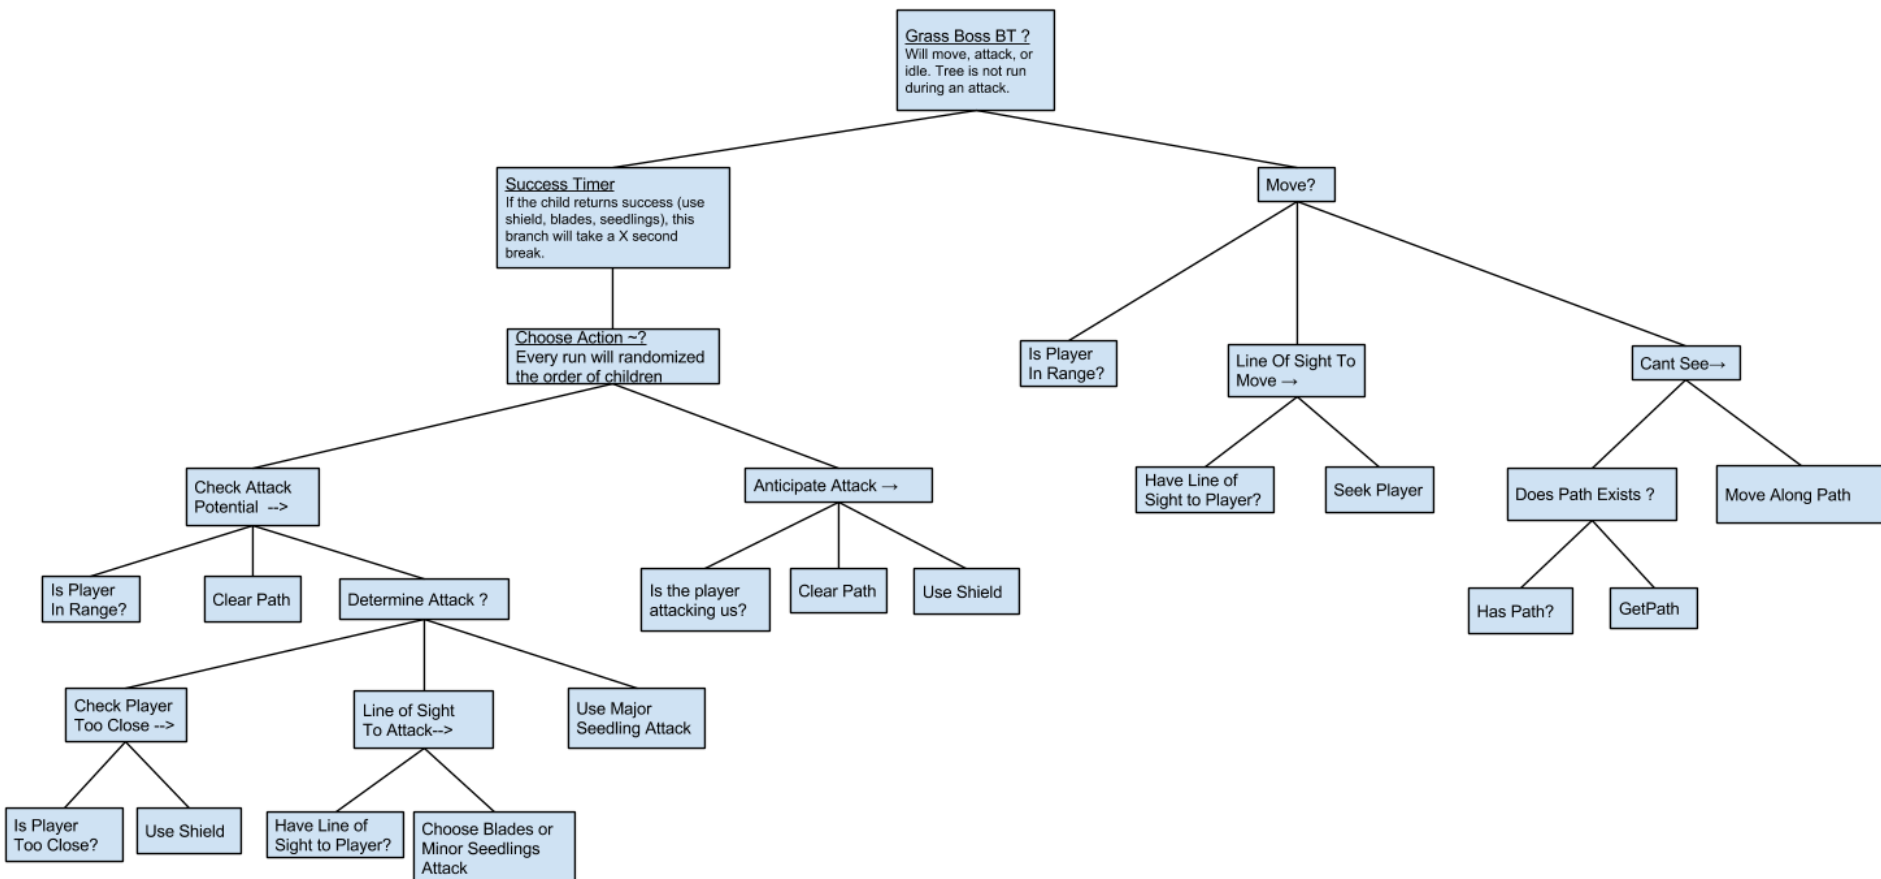 Grass Boss BT ?
Will move, attack, or
idle. Tree is not run
during an attack.
Success Timer
If the child returns success (use
shield, blades, seedlings), this
branch will take a X second
break.
Move?
Choose Action ~?
Every run will randomized
the order of children
Is Player
In Range?
Line Of Sight To
Move →
Cant See→
Check Attack
Potential -->
Anticipate Attack →
Have Line of
Sight to Player?
Seek Player
Does Path Exists ?
Move Along Path
Is Player
In Range?
Clear Path
Determine Attack ?
Is the player
attacking us?
Clear Path
Use Shield
Has Path?
GetPath
Check Player
Too Close -->
Line of Sight
To Attack-->
Use Major
Seedling Attack
Is Player
Too Close?
Use Shield
Have Line of
Sight to Player?
Choose Blades or
Minor Seedlings
Attack